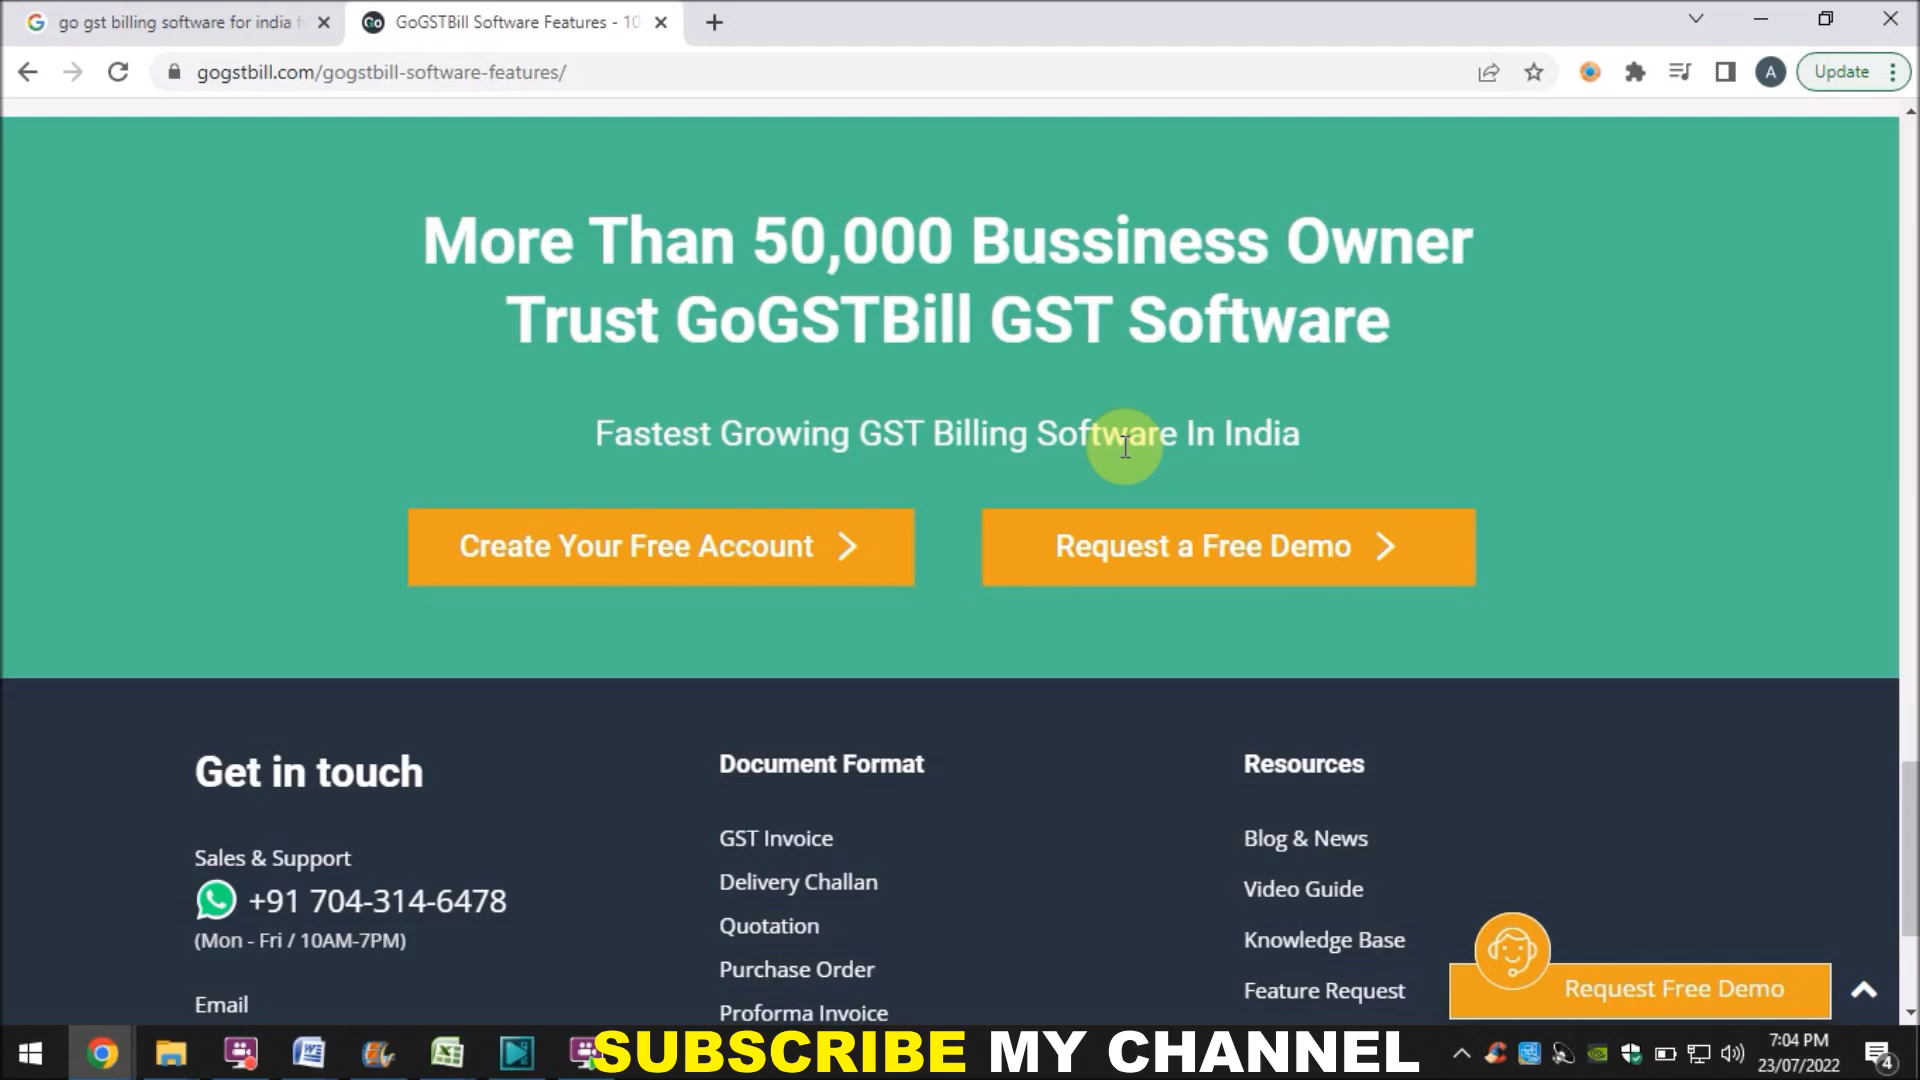 go gst billing software for india f
GoGSTBill Software Features - 10
gogstbill.com/gogstbill-software-features/
A
Update
More Than 50,000 Bussiness Owner
Trust GoGSTBill GST Software
Fastest Growing GST Billing Software In India
Create Your Free Account
Request a Free Demo
Get in touch
Sales & Support
+91 704-314-6478
(Mon - Fri / 10AM-7PM)
Email
Document Format
GST Invoice
Delivery Challan
Quotation
Purchase Order
Proforma Invoice
Resources
Blog & News
Video Guide
Knowledge Base
Feature Request
Request Free Demo
SUBSCRIBE MY CHANNEL
7:04 PM
23/07/2022
4